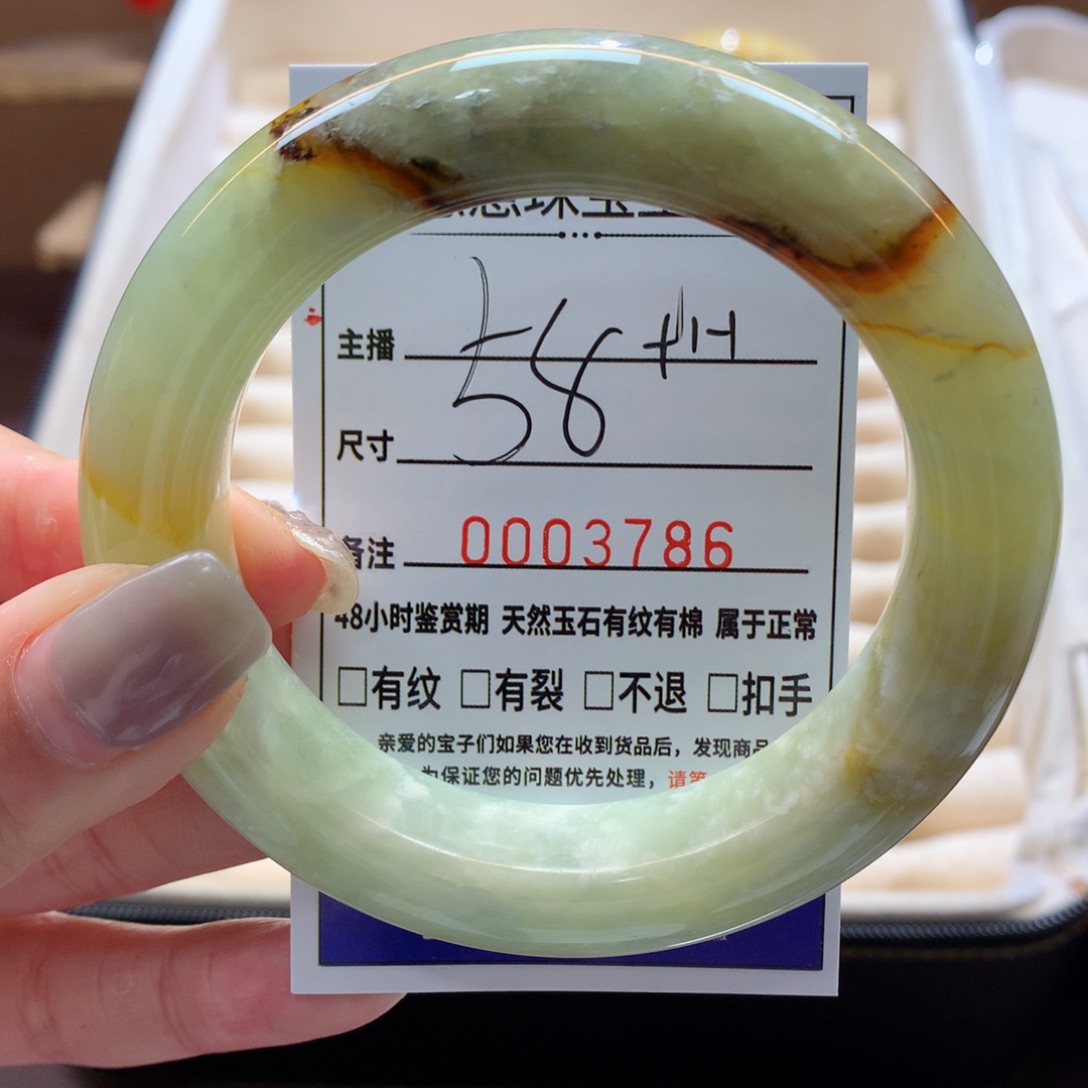 珠宝
主播
58
尺寸
备注 0003786
48小时鉴赏期 天然玉石有纹有棉 属于正常
□有纹 □有裂 □不退 □扣手
亲爱的宝子们如果您在收到货品后，发现商品
为保证您的问题优先处理，请第